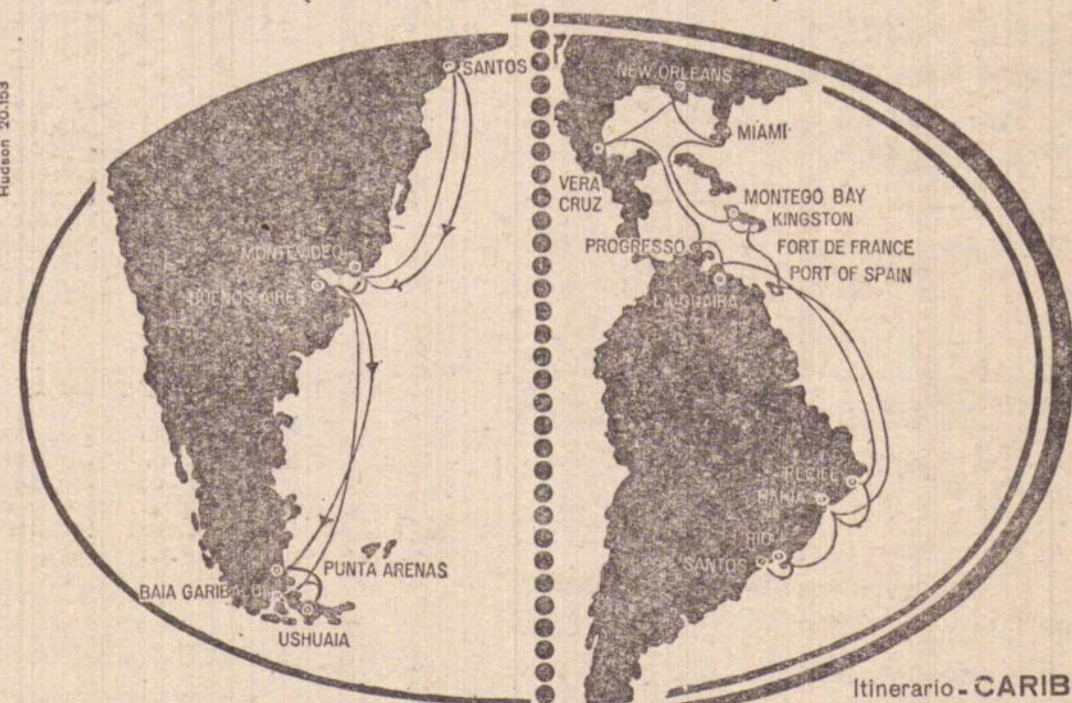 Hudson 20.153
SANTOS
MONTEVIDEO
BUENOS AIRES
PUNTA ARENAS
USHUAIA
NEW ORLEANS
MIAMI
VERA
CRUZ
MONTEGO BAY
KINGSTON
PROGRESSO
FORT DE FRANCE
PORT OF SPAIN
LA GUAIRA
RECIFE
BAHIA
RIO
SANTOS
Itinerario - CARIB